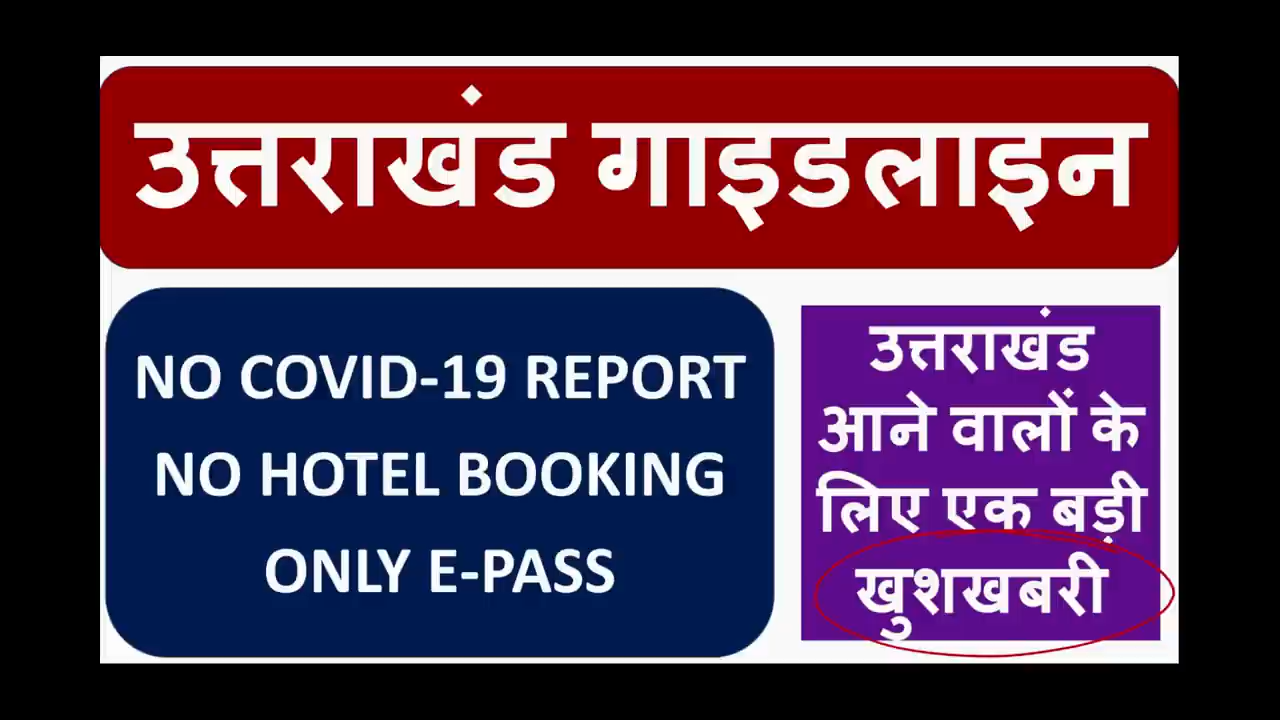 उत्तराखंड गाइडलाइन
NO COVID-19 REPORT
NO HOTEL BOOKING
ONLY E-PASS
उत्तराखंड
आने वालों के
लिए एक बड़ी
खुशखबरी